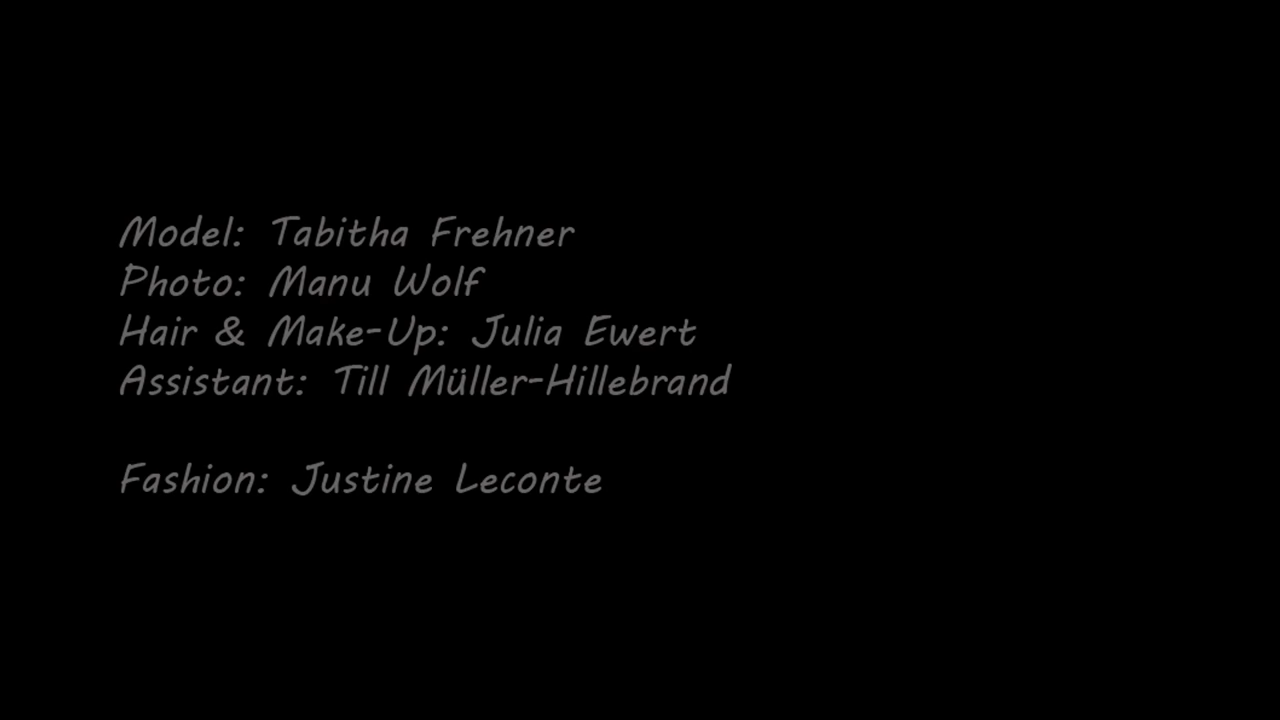 Model: Tabitha Frehner
Photo: Manu Wolf
Hair & Make-Up: Julia Ewert
Assistant: Till Müller-Hillebrand
Fashion: Justine Leconte